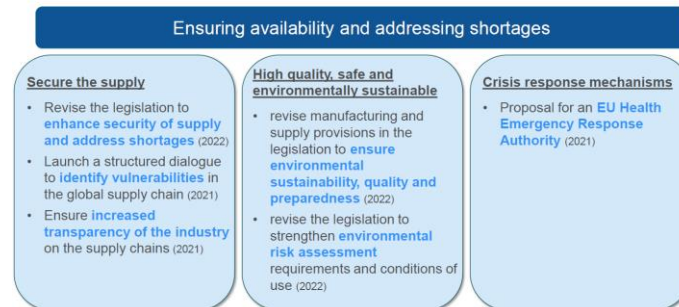 Ensuring availability and addressing shortages
Secure the supply
• Revise the legislation to
enhance security of supply
and address shortages (2022)
• Launch a structured dialogue
to identify vulnerabilities in
the global supply chain (2021)
• Ensure increased
transparency of the industry
on the supply chains (2021)
High quality, safe and
environmentally sustainable
• revise manufacturing and
supply provisions in the
legislation to ensure
environmental
sustainability, quality and
preparedness (2022)
• revise the legislation to
strengthen environmental
risk assessment
requirements and conditions of
use (2022)
Crisis response mechanisms
• Proposal for an EU Health
Emergency Response
Authority (2021)